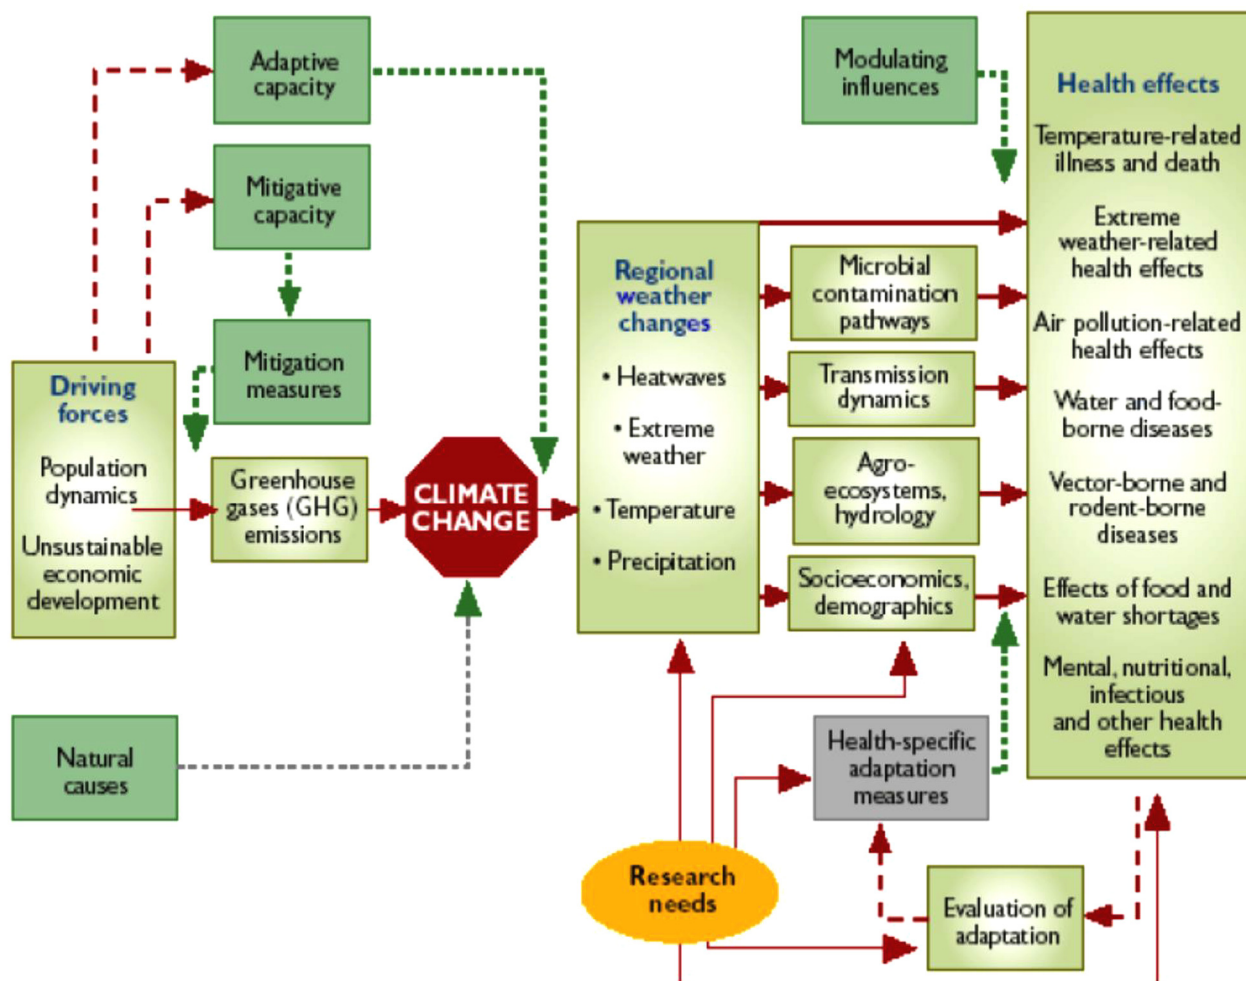 Adaptive
capacity
Mitigative
capacity
Mitigation
measures
Driving
forces
Population
dynamics
Unsustainable
economic
development
Greenhouse
gases (GHG)
emissions
CLIMATE
CHANGE
Natural
causes
Regional
weather
changes
• Heatwaves
• Extreme
weather
• Temperature
• Precipitation
Modulating
influences
Microbial
contamination
pathways
Transmission
dynamics
Agro-
ecosystems,
hydrology
Socioeconomics,
demographics
Health-specific
adaptation
measures
Research
needs
Evaluation of
adaptation
Health effects
Temperature-related
illness and death
Extreme
weather-related
health effects
Air pollution-related
health effects
Water and food-
borne diseases
Vector-borne and
rodent-borne
diseases
Effects of food and
water shortages
Mental, nutritional,
infectious
and other health
effects